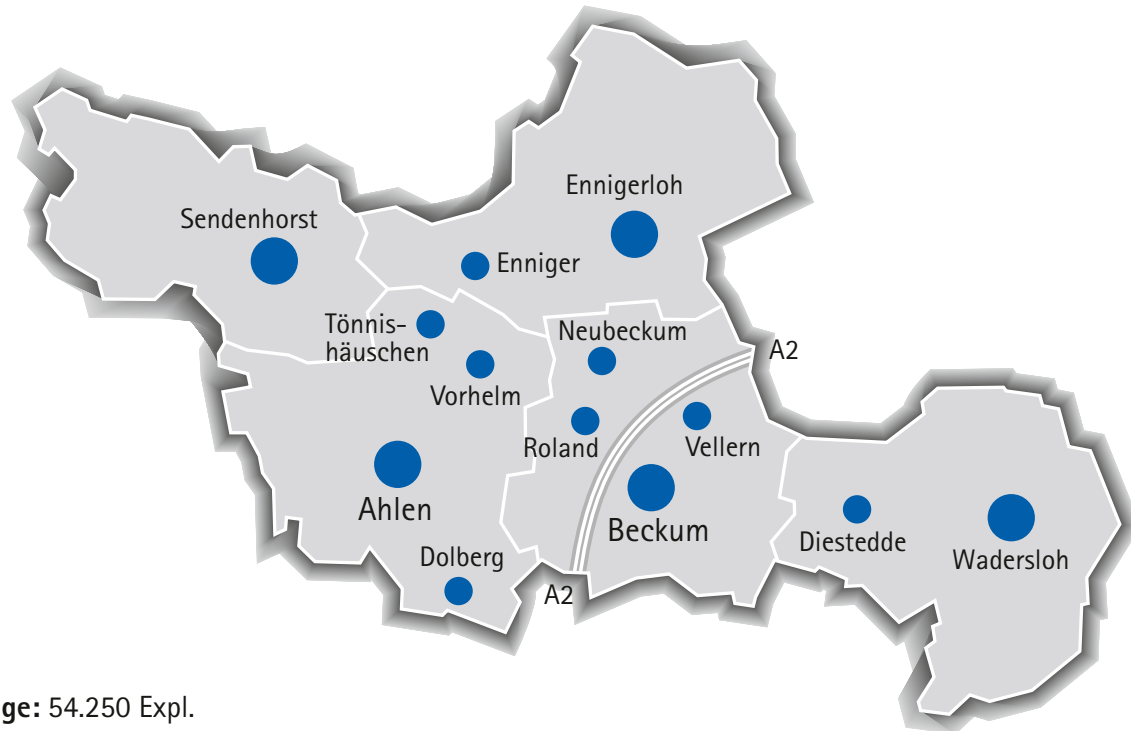 Ennigerloh
Sendenhorst
Enniger
Tönnis-
häuschen
Neubeckum
A2
Vorhelm
Roland
Vellern
Ahlen
Beckum
Diestedde
Wadersloh
Dolberg
A2
ge: 54.250 Expl.